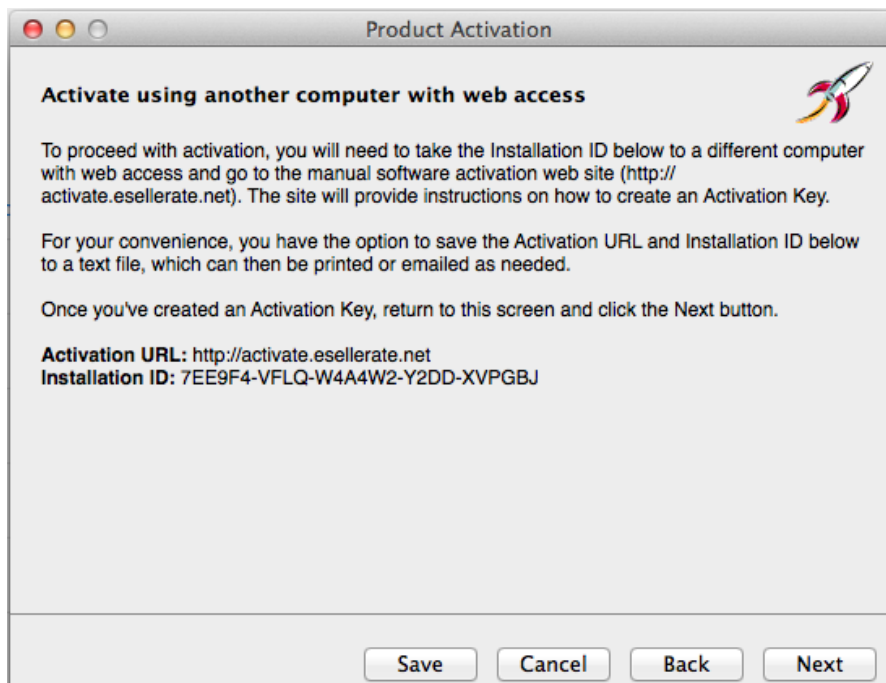 Product Activation
Activate using another computer with web access
To proceed with activation, you will need to take the Installation ID below to a different computer
with web access and go to the manual software activation web site (http://
activate.esellerate.net). The site will provide instructions on how to create an Activation Key.
For your convenience, you have the option to save the Activation URL and Installation ID below
to a text file, which can then be printed or emailed as needed.
Once you've created an Activation Key, return to this screen and click the Next button.
Activation URL: http://activate.esellerate.net
Installation ID: 7EE9F4-VFLQ-W4A4W2-Y2DD-XVPGBJ
Save Cancel Back Next